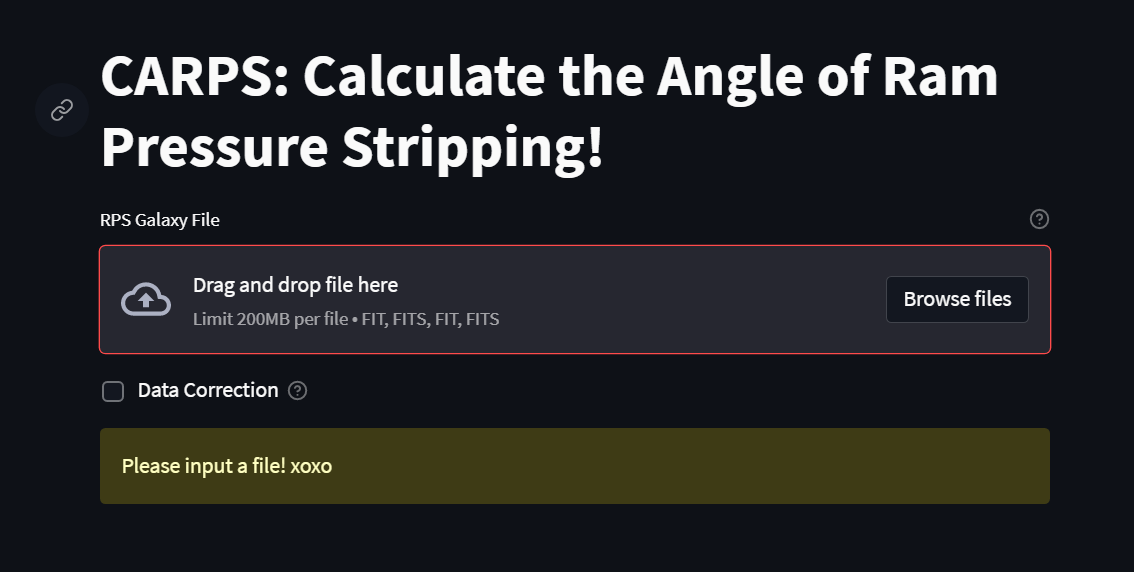 CARPS: Calculate the Angle of Ram
Pressure Stripping!
RPS Galaxy File
Drag and drop file here
Limit 200MB per file • FIT, FITS, FIT, FITS
Browse files
Data Correction
Please input a file! xoxo